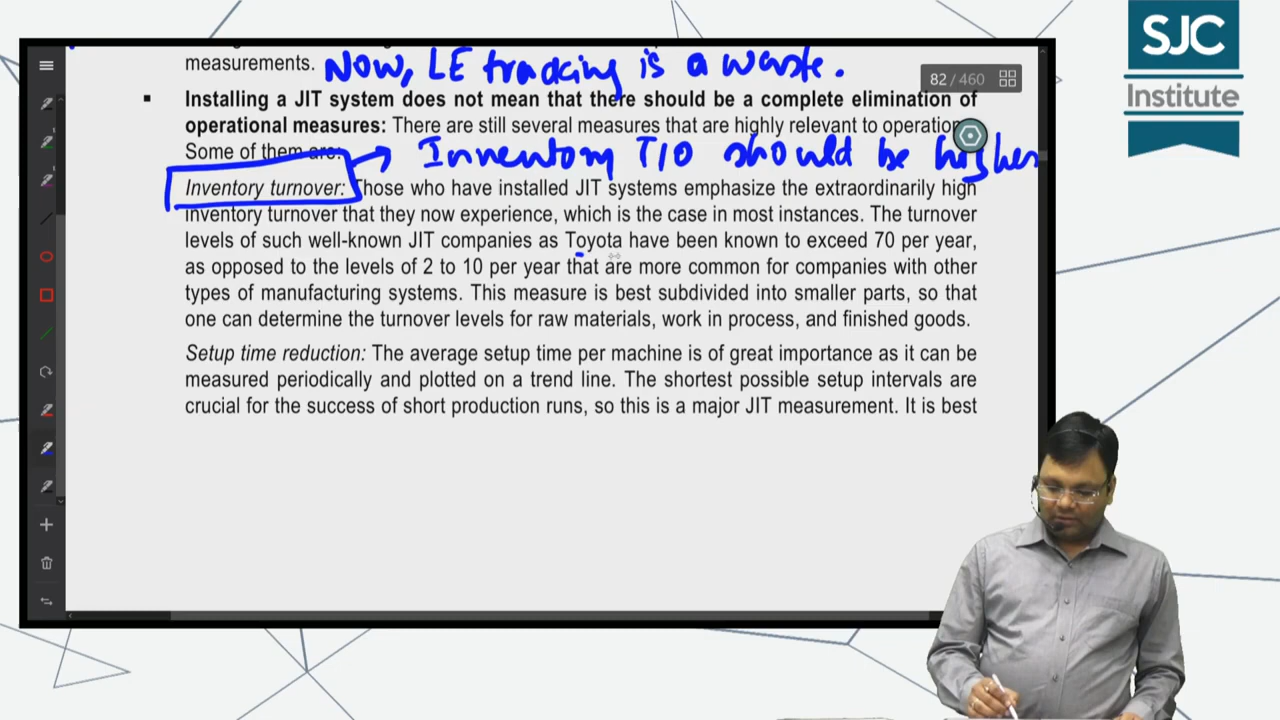 SJC
Institute
measurements. Now, LE tracking is a waste.
82 / 460
Installing a JIT system does not mean that there should be a complete elimination of
operational measures: There are still several measures that are highly relevant to operation
Some of them are: → Inventory T/O should be higher
Inventory turnover: Those who have installed JIT systems emphasize the extraordinarily high
inventory turnover that they now experience, which is the case in most instances. The turnover
levels of such well-known JIT companies as Toyota have been known to exceed 70 per year,
as opposed to the levels of 2 to 10 per year that are more common for companies with other
types of manufacturing systems. This measure is best subdivided into smaller parts, so that
one can determine the turnover levels for raw materials, work in process, and finished goods.
Setup time reduction: The average setup time per machine is of great importance as it can be
measured periodically and plotted on a trend line. The shortest possible setup intervals are
crucial for the success of short production runs, so this is a major JIT measurement. It is best